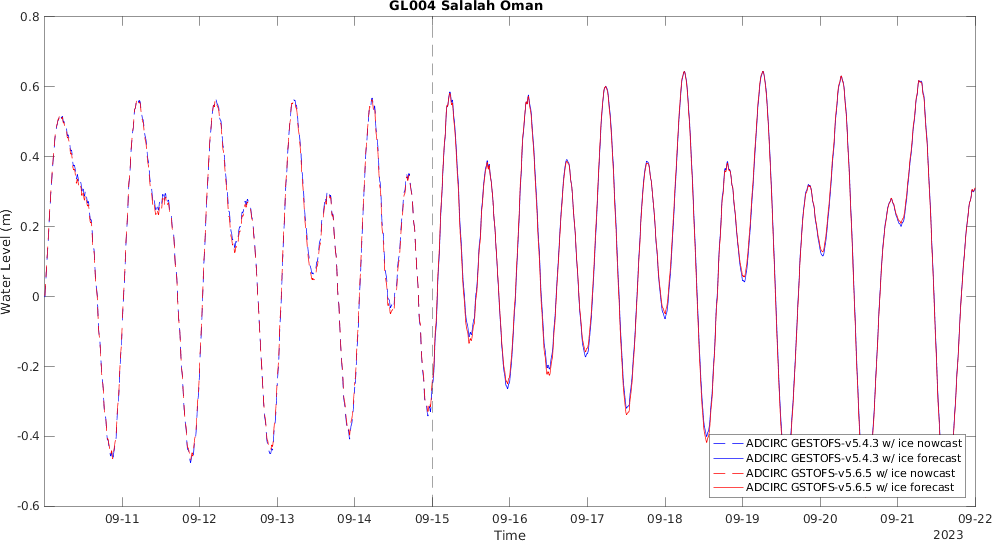 GL004 Salalah Oman
0.8
0.6
0.4
0.2
0
-0.2
-0.4
-0.6
Water Level (m)
ADCIRC GESTOFS-v5.4.3 w/ ice nowcast
ADCIRC GESTOFS-v5.4.3 w/ ice forecast
ADCIRC GSTOFS-v5.6.5 w/ ice nowcast
ADCIRC GSTOFS-v5.6.5 w/ ice forecast
09-11 09-12 09-13 09-14 09-15 09-16 09-17 09-18 09-19 09-20 09-21 09-22
Time
2023